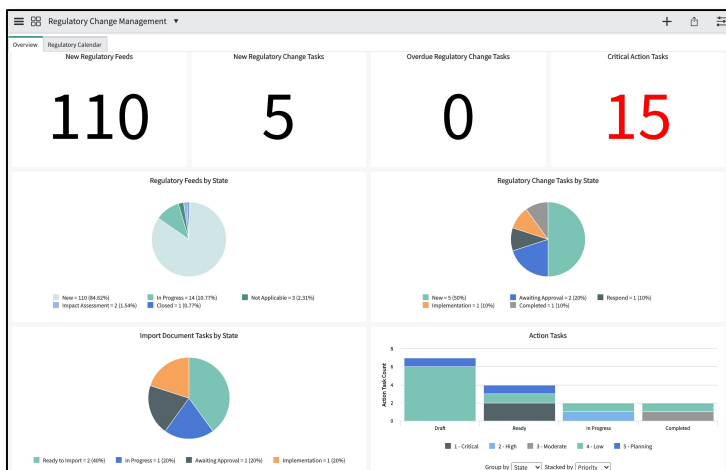 Regulatory Change Management ▼
Overview Regulatory Calendar
New Regulatory Feeds New Regulatory Change Tasks Overdue Regulatory Change Tasks Critical Action Tasks
110 5 0 15
Regulatory Feeds by State
New = 110 (84.62%) In Progress = 14 (10.77%) Not Applicable = 3 (2.31%)
Impact Assessment = 2 (1.54%) Closed = 1 (0.77%)
Regulatory Change Tasks by State
New = 5 (50%) Awaiting Approval = 2 (20%) Respond = 1 (10%)
Implementation = 1 (10%) Completed = 1 (10%)
Import Document Tasks by State
Ready to Import = 2 (40%) In Progress = 1 (20%) Awaiting Approval = 1 (20%) Implementation = 1 (20%)
Action Tasks
Action Task Count
8
6
4
2
0
Draft Ready In Progress Completed
1 - Critical 2 - High 3 - Moderate 4 - Low 5 - Planning
Group by State Stacked by Priority